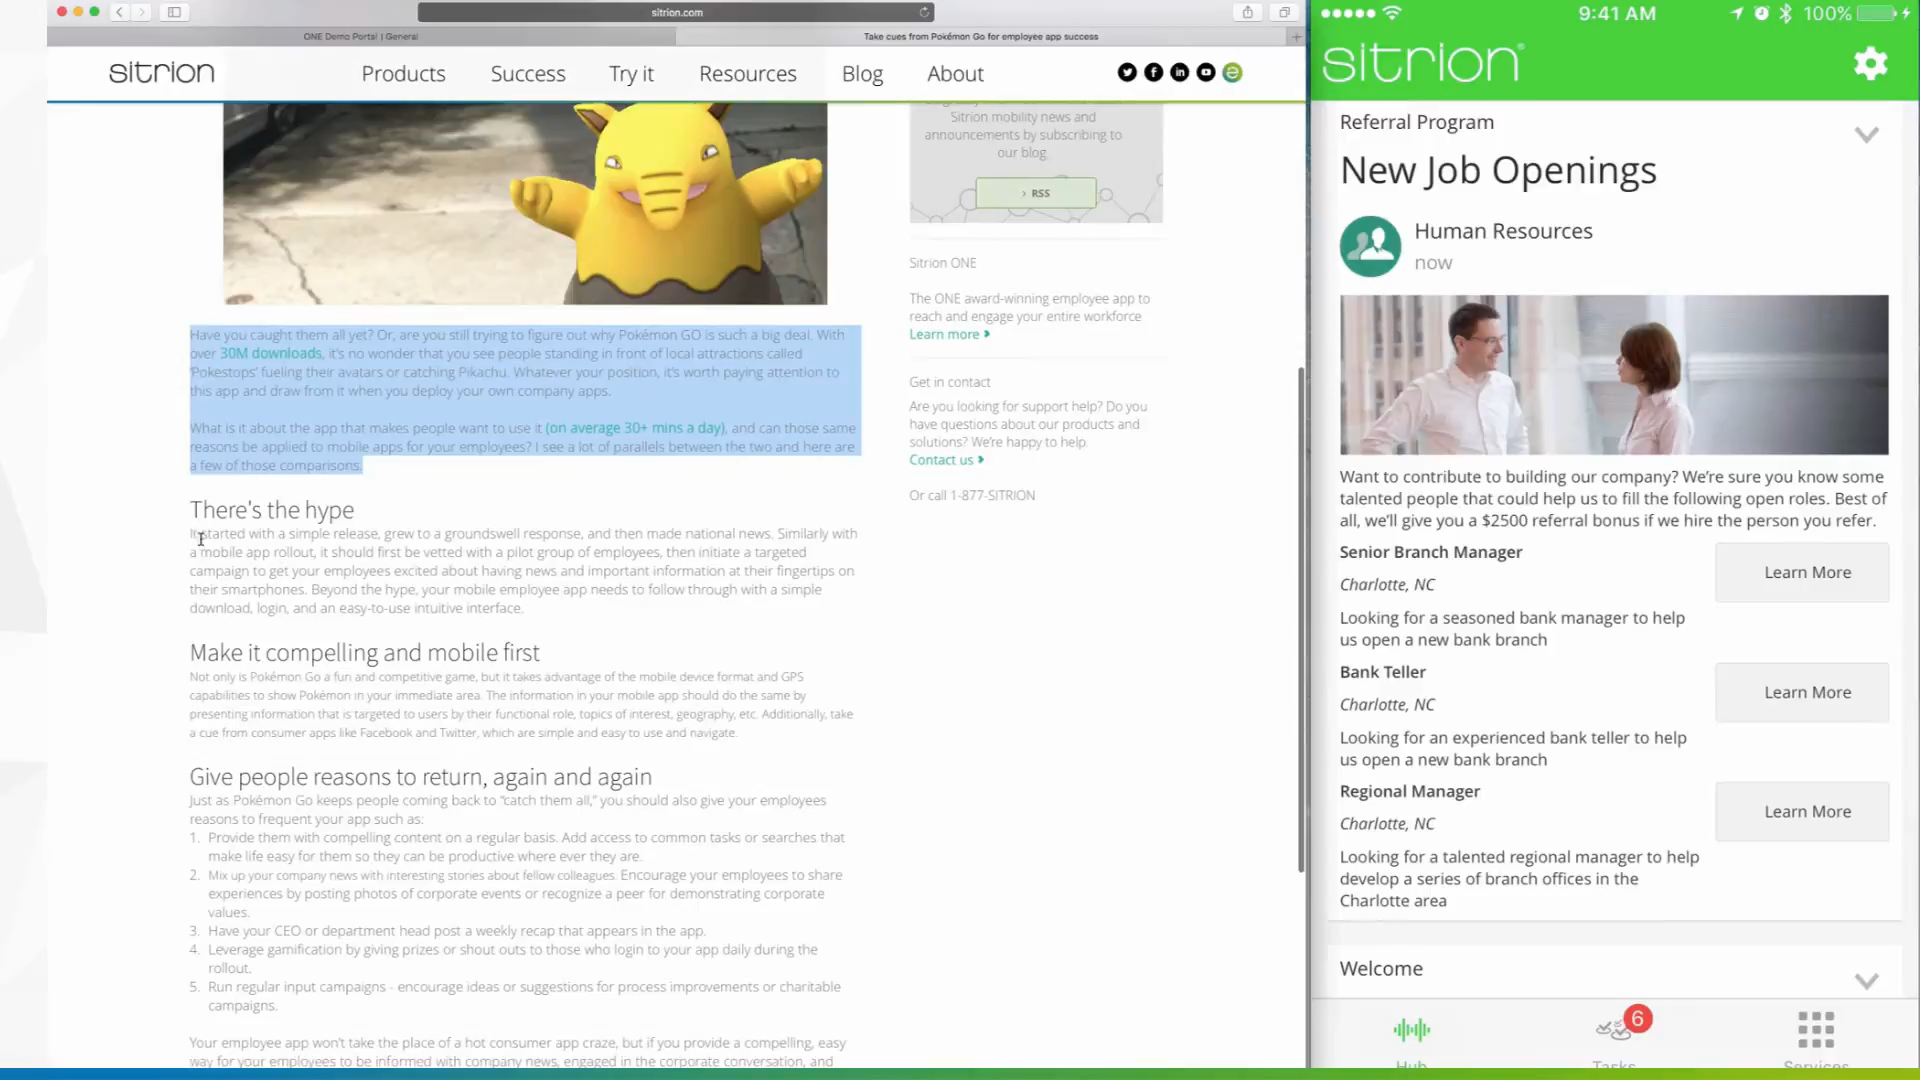 sitrion.com
ONE Demo Portal | General
Take cues from Pokémon Go for employee app success
sitrion
Products
Success
Try it
Resources
Blog
About
Sitrion mobility news and
announcements by subscribing to
our blog.
> RSS
Sitrion ONE
The ONE award-winning employee app to
reach and engage your entire workforce
Learn more
Get in contact
Are you looking for support help? Do you
have questions about our products and
solutions? We're happy to help.
Contact us
Or call 1-877-SITRION
Have you caught them all yet? Or, are you still trying to figure out why Pokémon GO is such a big deal. With
over 30M downloads, it's no wonder that you see people standing in front of local attractions called
'Pokestops' fueling their avatars or catching Pikachu. Whatever your position, it's worth paying attention to
this app and draw from it when you deploy your own company apps.
What is it about the app that makes people want to use it (on average 30+ mins a day), and can those same
reasons be applied to mobile apps for your employees? I see a lot of parallels between the two and here are
a few of those comparisons.
There's the hype
It started with a simple release, grew to a groundswell response, and then made national news. Similarly with
a mobile app rollout, it should first be vetted with a pilot group of employees, then initiate a targeted
campaign to get your employees excited about having news and important information at their fingertips on
their smartphones. Beyond the hype, your mobile employee app needs to follow through with a simple
download, login, and an easy-to-use intuitive interface.
Make it compelling and mobile first
Not only is Pokémon Go a fun and competitive game, but it takes advantage of the mobile device format and GPS
capabilities to show Pokémon in your immediate area. The information in your mobile app should do the same by
presenting information that is targeted to users by their functional role, topics of interest, geography, etc. Additionally, take
a cue from consumer apps like Facebook and Twitter, which are simple and easy to use and navigate.
Give people reasons to return, again and again
Just as Pokémon Go keeps people coming back to "catch them all," you should also give your employees
reasons to frequent your app such as:
1. Provide them with compelling content on a regular basis. Add access to common tasks or searches that
make life easy for them so they can be productive where ever they are.
2. Mix up your company news with interesting stories about fellow colleagues. Encourage your employees to share
experiences by posting photos of corporate events or recognize a peer for demonstrating corporate
values.
3. Have your CEO or department head post a weekly recap that appears in the app.
4. Leverage gamification by giving prizes or shout outs to those who login to your app daily during the
rollout.
5. Run regular input campaigns - encourage ideas or suggestions for process improvements or charitable
campaigns.
Your employee app won't take the place of a hot consumer app craze, but if you provide a compelling, easy
way for your employees to be informed with company news, engaged in the corporate conversation, and
9:41 AM
100%
sitrion®
Referral Program
New Job Openings
Human Resources
now
Want to contribute to building our company? We're sure you know some
talented people that could help us to fill the following open roles. Best of
all, we'll give you a $2500 referral bonus if we hire the person you refer.
Senior Branch Manager
Charlotte, NC
Learn More
Looking for a seasoned bank manager to help
us open a new bank branch
Bank Teller
Charlotte, NC
Learn More
Looking for an experienced bank teller to help
us open a new bank branch
Regional Manager
Charlotte, NC
Learn More
Looking for a talented regional manager to help
develop a series of branch offices in the
Charlotte area
Welcome
6
Hub
Tasks
Services